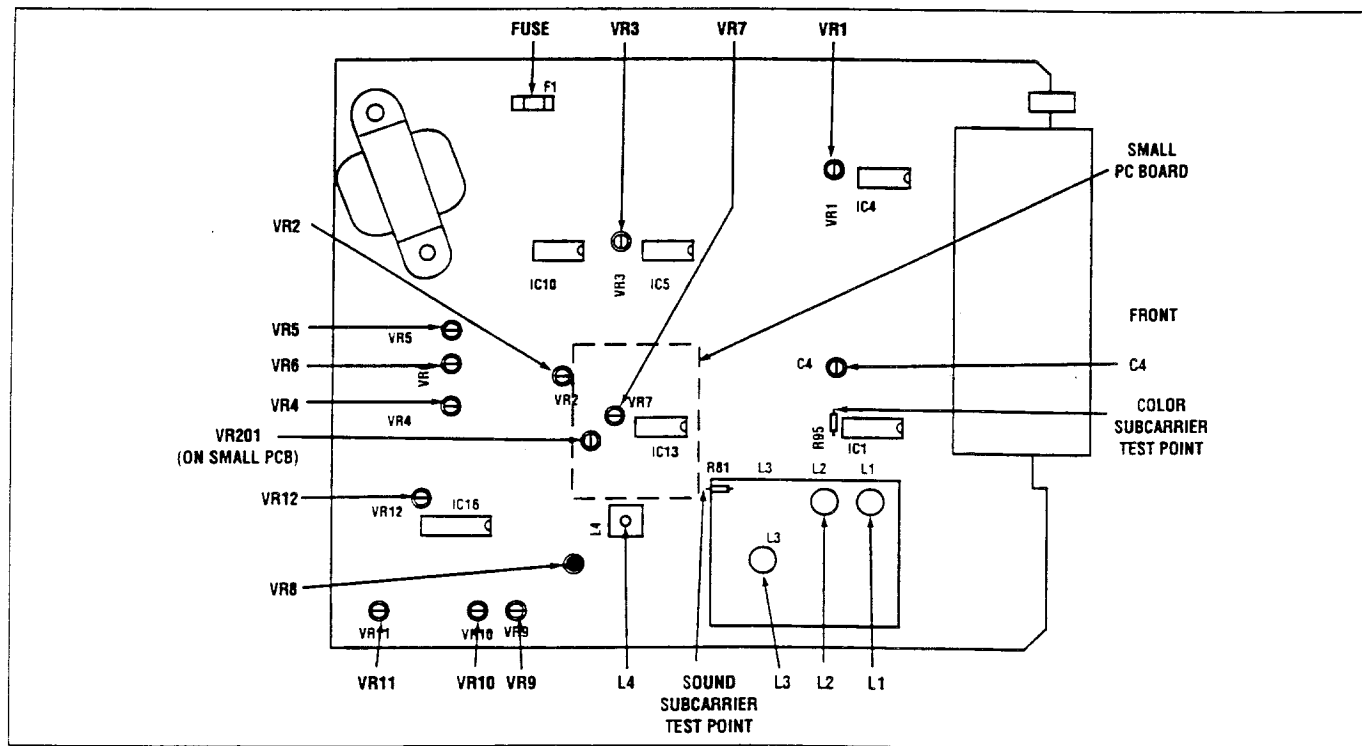 FUSE
VR3
VR7
VR1
F1
SMALL
PC BOARD
VR1
IC4
VR2
IC10
VR3
IC5
FRONT
VR5
VR5
VR6
VR4
VR4
VR2
VR7
C4
C4
COLOR
SUBCARRIER
TEST POINT
R95
IC1
VR201
(ON SMALL PCB)
IC13
R81
L3
L2
L1
VR12
VR12
IC16
L4
L3
VR8
VR11
VR10
VR9
VR11
VR10
VR9
L4
SOUND
SUBCARRIER
TEST POINT
L3
L2
L1